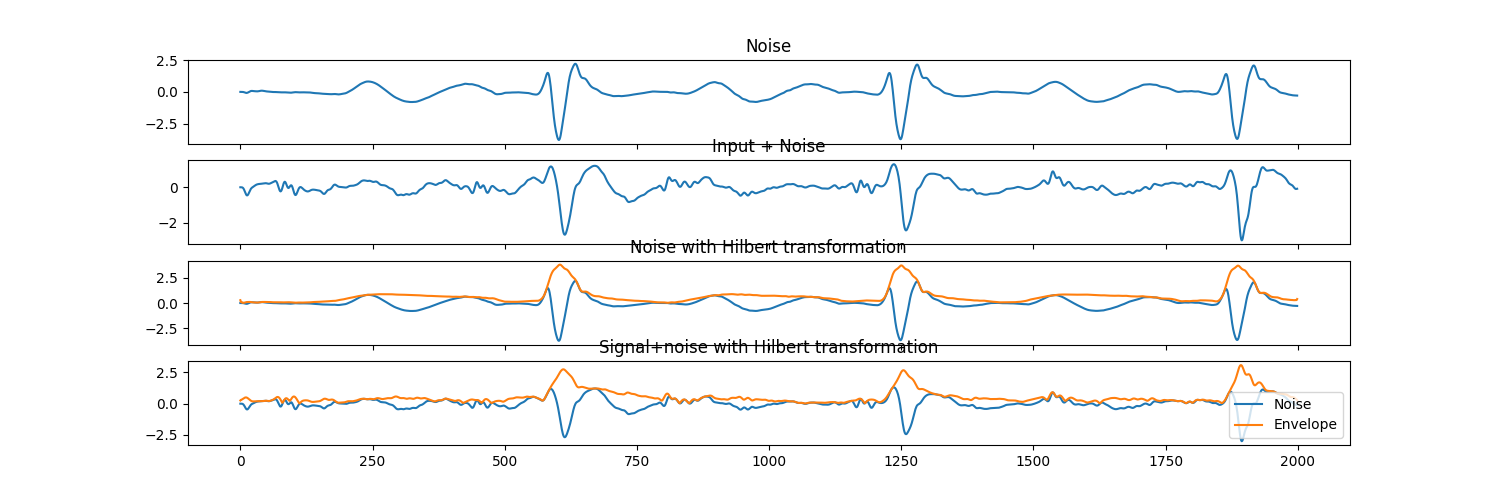 Noise
2.5
0.0
−2.5
Input + Noise
0
−2
Noise with Hilbert transformation
2.5
0.0
−2.5
Signal+noise with Hilbert transformation
2.5
0.0
−2.5
Noise
Envelope
0 250 500 750 1000 1250 1500 1750 2000